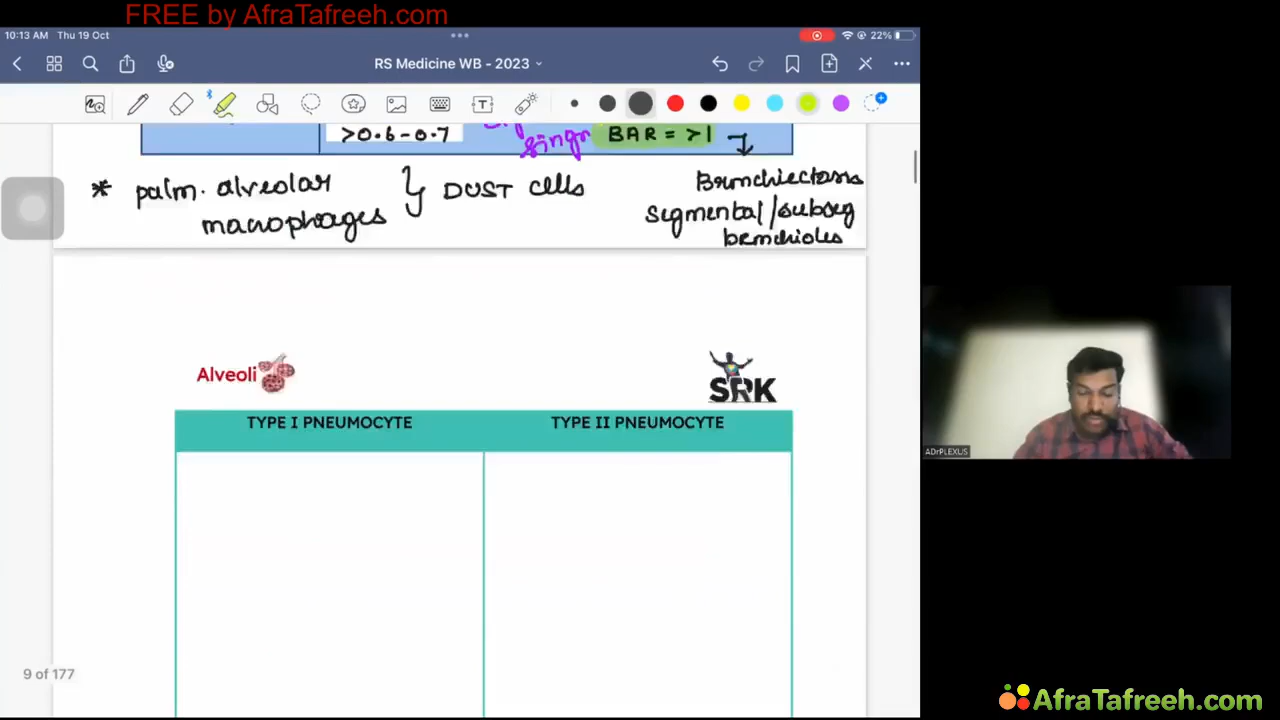 FREE by AfraTafreeh.com
10:13 AM Thu 19 Oct
22%
RS Medicine WB - 2023
T
>0.6-0.7
BAR = >1
* palm. alveolar
macrophages
DUST cells
Bronchiectasis
segmental/subseg
bronchioles
Alveoli
SRK
TYPE I PNEUMOCYTE
TYPE II PNEUMOCYTE
9 of 177
ADrPLEXUS
AfraTafreeh.com